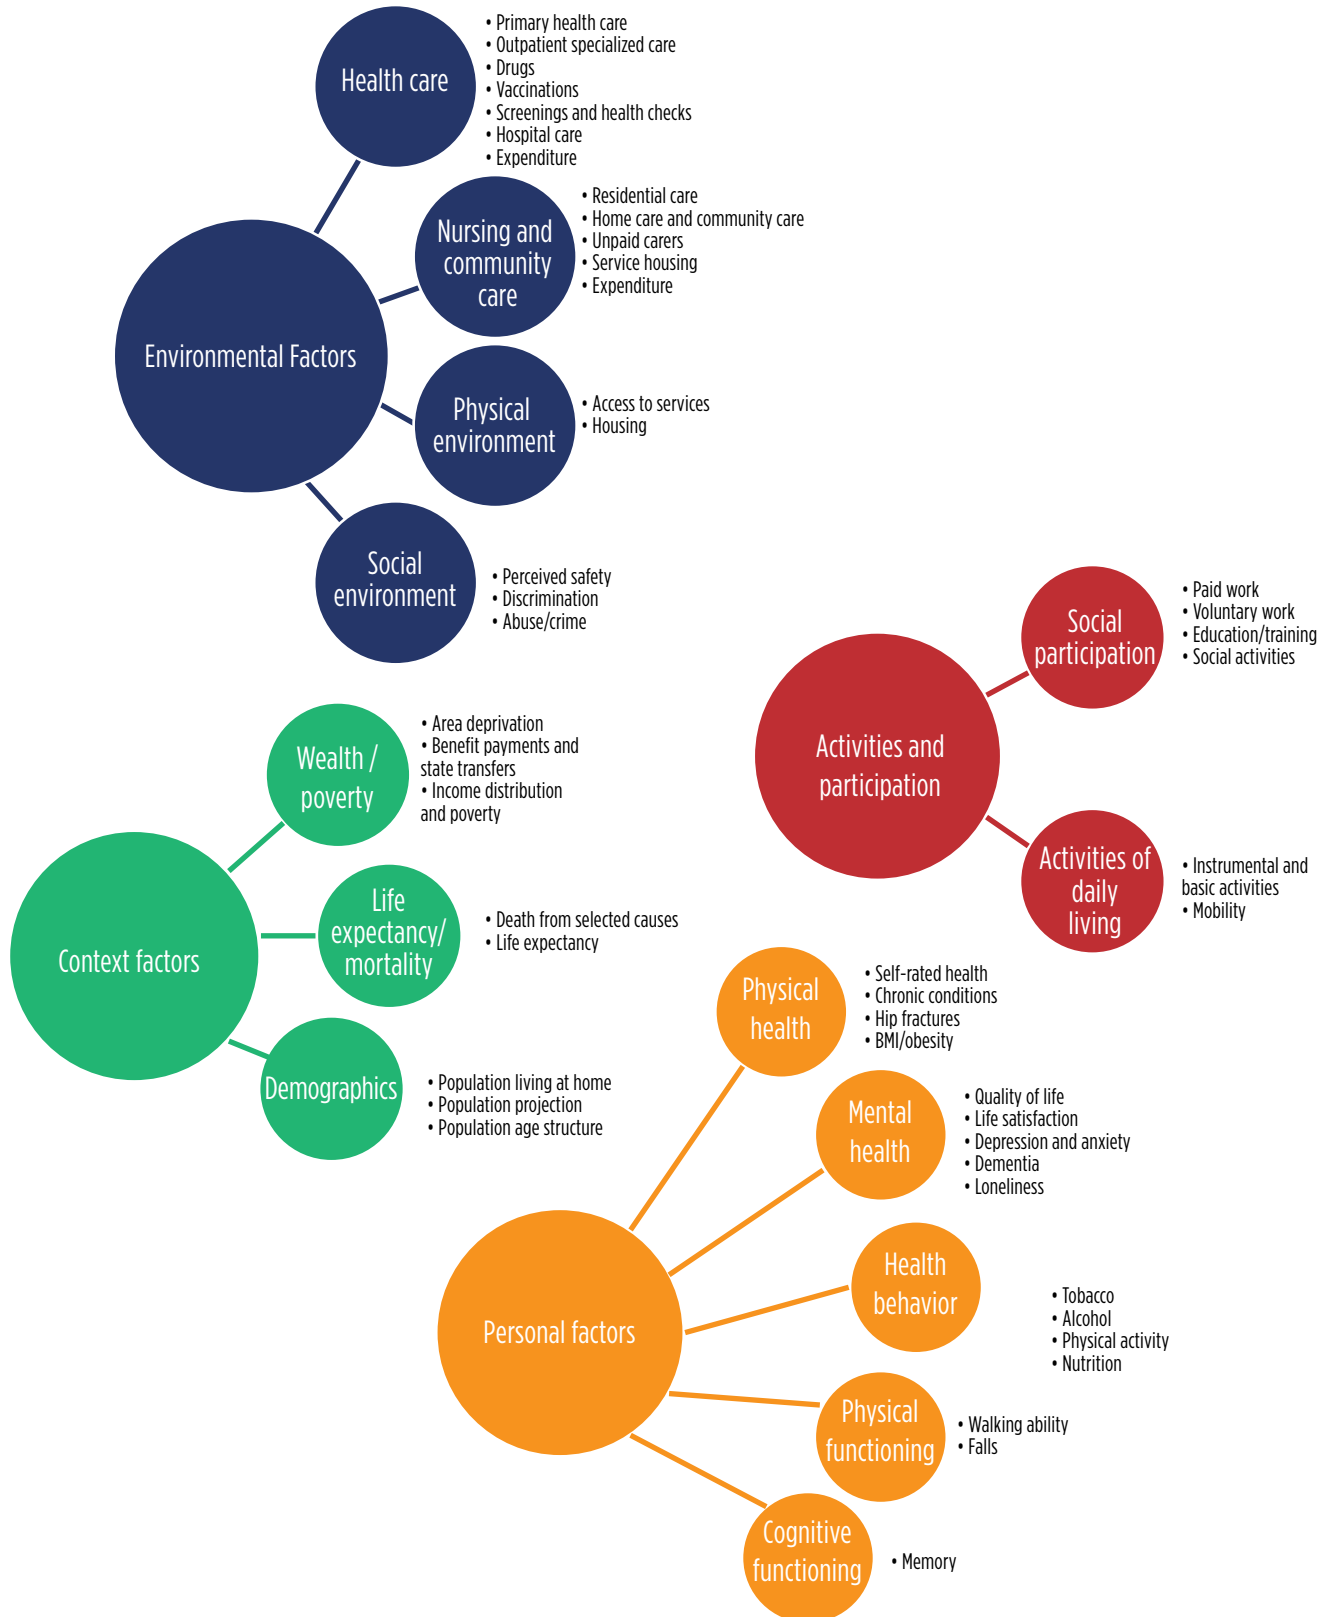 Health care
• Primary health care
• Outpatient specialized care
• Drugs
• Vaccinations
• Screenings and health checks
• Hospital care
• Expenditure
Nursing and
community
care
• Residential care
• Home care and community care
• Unpaid carers
• Service housing
• Expenditure
Environmental Factors
Physical
environment
• Access to services
• Housing
Social
environment
• Perceived safety
• Discrimination
• Abuse/crime
Social
participation
• Paid work
• Voluntary work
• Education/training
• Social activities
Activities and
participation
Activities of
daily
living
• Instrumental and
basic activities
• Mobility
Wealth /
poverty
• Area deprivation
• Benefit payments and
state transfers
• Income distribution
and poverty
Context factors
Life
expectancy/
mortality
• Death from selected causes
• Life expectancy
Demographics
• Population living at home
• Population projection
• Population age structure
Physical
health
• Self-rated health
• Chronic conditions
• Hip fractures
• BMI/obesity
Mental
health
• Quality of life
• Life satisfaction
• Depression and anxiety
• Dementia
• Loneliness
Personal factors
Health
behavior
• Tobacco
• Alcohol
• Physical activity
• Nutrition
Physical
functioning
• Walking ability
• Falls
Cognitive
functioning
• Memory